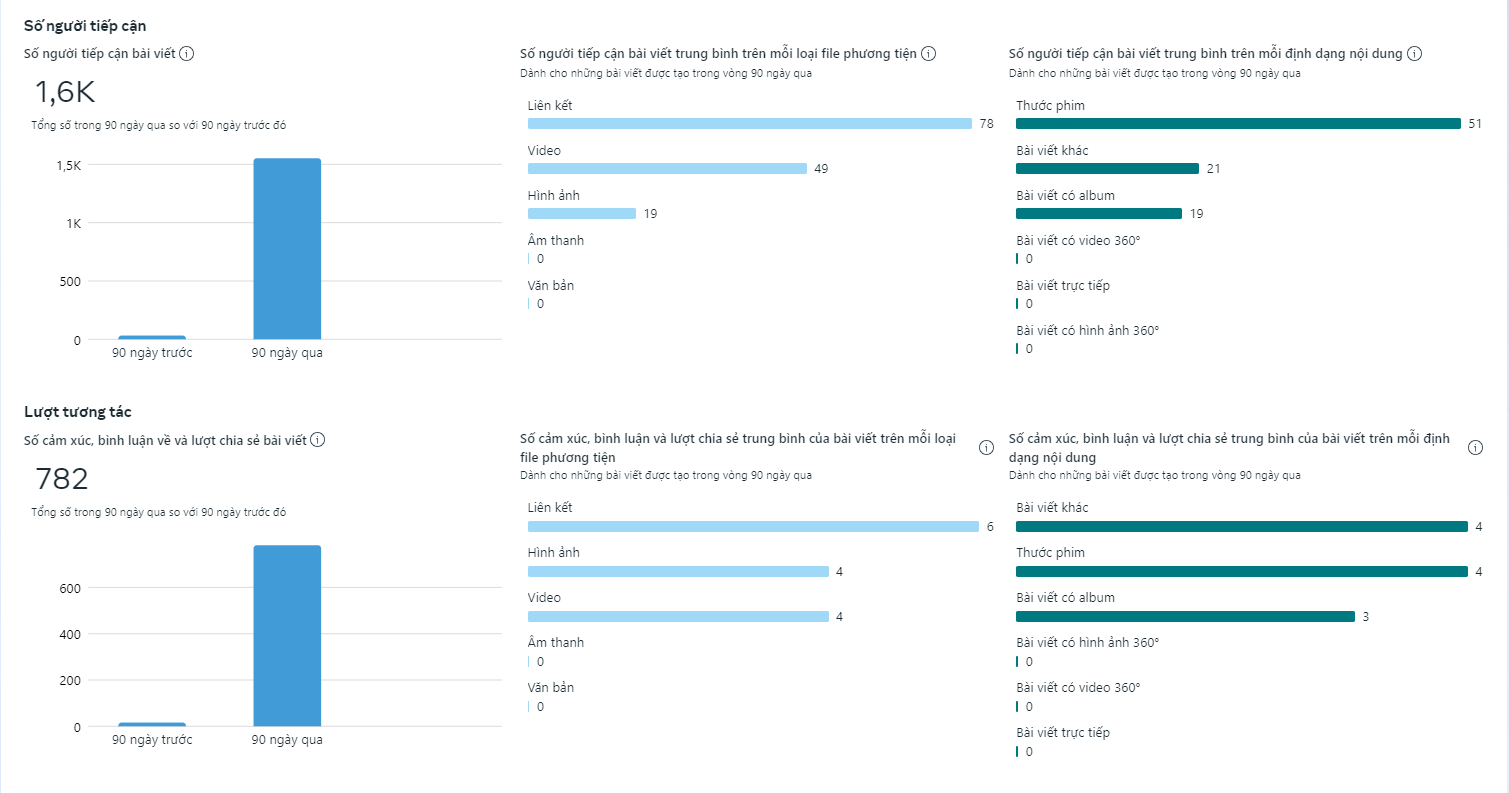 Số người tiếp cận
Số người tiếp cận bài viết
1,6K
Tổng số trong 90 ngày qua so với 90 ngày trước đó
1,5K
1K
500
0
90 ngày trước
90 ngày qua
Số người tiếp cận bài viết trung bình trên mỗi loại file phương tiện
Dành cho những bài viết được tạo trong vòng 90 ngày qua
Liên kết
78
Video
49
Hình ảnh
19
Âm thanh
0
Văn bản
0
Số người tiếp cận bài viết trung bình trên mỗi định dạng nội dung
Dành cho những bài viết được tạo trong vòng 90 ngày qua
Thước phim
51
Bài viết khác
21
Bài viết có album
19
Bài viết có video 360°
0
Bài viết trực tiếp
0
Bài viết có hình ảnh 360°
0
Lượt tương tác
Số cảm xúc, bình luận về và lượt chia sẻ bài viết
782
Tổng số trong 90 ngày qua so với 90 ngày trước đó
600
400
200
0
90 ngày trước
90 ngày qua
Số cảm xúc, bình luận và lượt chia sẻ trung bình của bài viết trên mỗi loại
file phương tiện
Dành cho những bài viết được tạo trong vòng 90 ngày qua
Liên kết
6
Hình ảnh
4
Video
4
Âm thanh
0
Văn bản
0
Số cảm xúc, bình luận và lượt chia sẻ trung bình của bài viết trên mỗi định
dạng nội dung
Dành cho những bài viết được tạo trong vòng 90 ngày qua
Bài viết khác
4
Thước phim
4
Bài viết có album
3
Bài viết có hình ảnh 360°
0
Bài viết có video 360°
0
Bài viết trực tiếp
0